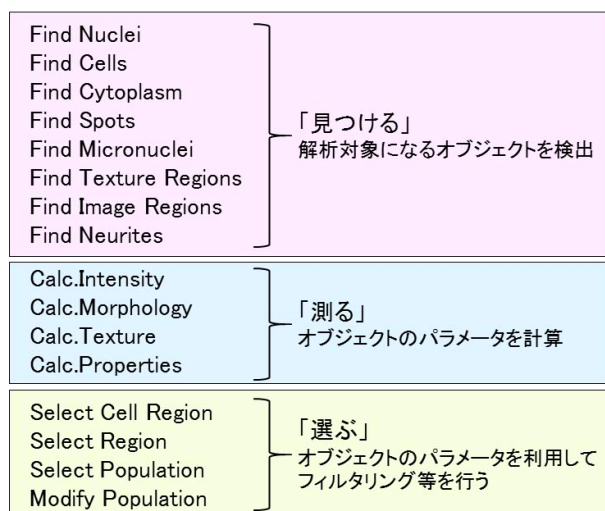 Find Nuclei
Find Cells
Find Cytoplasm
Find Spots
Find Micronuclei
Find Texture Regions
Find Image Regions
Find Neurites
「見つける」
解析対象になるオブジェクトを検出
Calc.Intensity
Calc.Morphology
Calc.Texture
Calc.Properties
「測る」
オブジェクトのパラメータを計算
Select Cell Region
Select Region
Select Population
Modify Population
「選ぶ」
オブジェクトのパラメータを利用して
フィルタリング等を行う